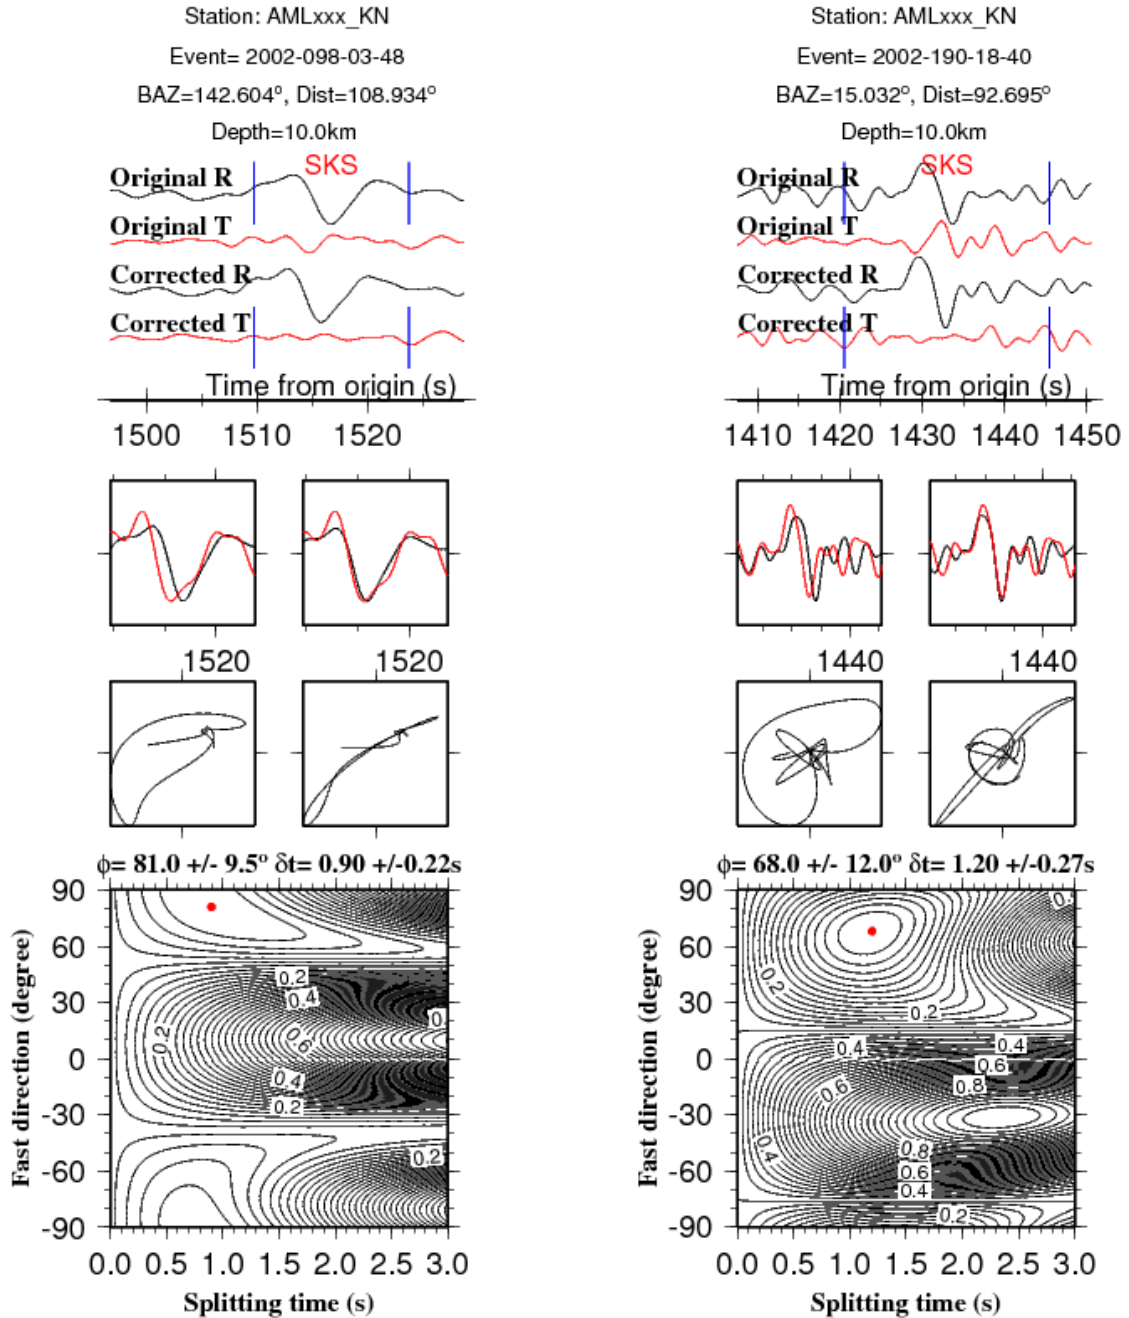 Station: AMLxxx_KN
Event= 2002-098-03-48
BAZ=142.604°, Dist=108.934°
Depth=10.0km
SKS
Original R
Original T
Corrected R
Corrected T
Time from origin (s)
1500 1510 1520
1520 1520
ϕ= 81.0 +/- 9.5° δt= 0.90 +/-0.22s
Fast direction (degree)
90
60
30
0
-30
-60
-90
0.2
0.4
0.2
0.6
0.4
0.2
0.2
0.0 0.5 1.0 1.5 2.0 2.5 3.0
Splitting time (s)
Station: AMLxxx_KN
Event= 2002-190-18-40
BAZ=15.032°, Dist=92.695°
Depth=10.0km
SKS
Original R
Original T
Corrected R
Corrected T
Time from origin (s)
1410 1420 1430 1440 1450
1440 1440
ϕ= 68.0 +/- 12.0° δt= 1.20 +/-0.27s
Fast direction (degree)
90
60
30
0
-30
-60
-90
0.2
0.2
0.4
0.4
0.6
0.8
0.6
0.4
0.8
0.6
0.4
0.2
0.0 0.5 1.0 1.5 2.0 2.5 3.0
Splitting time (s)